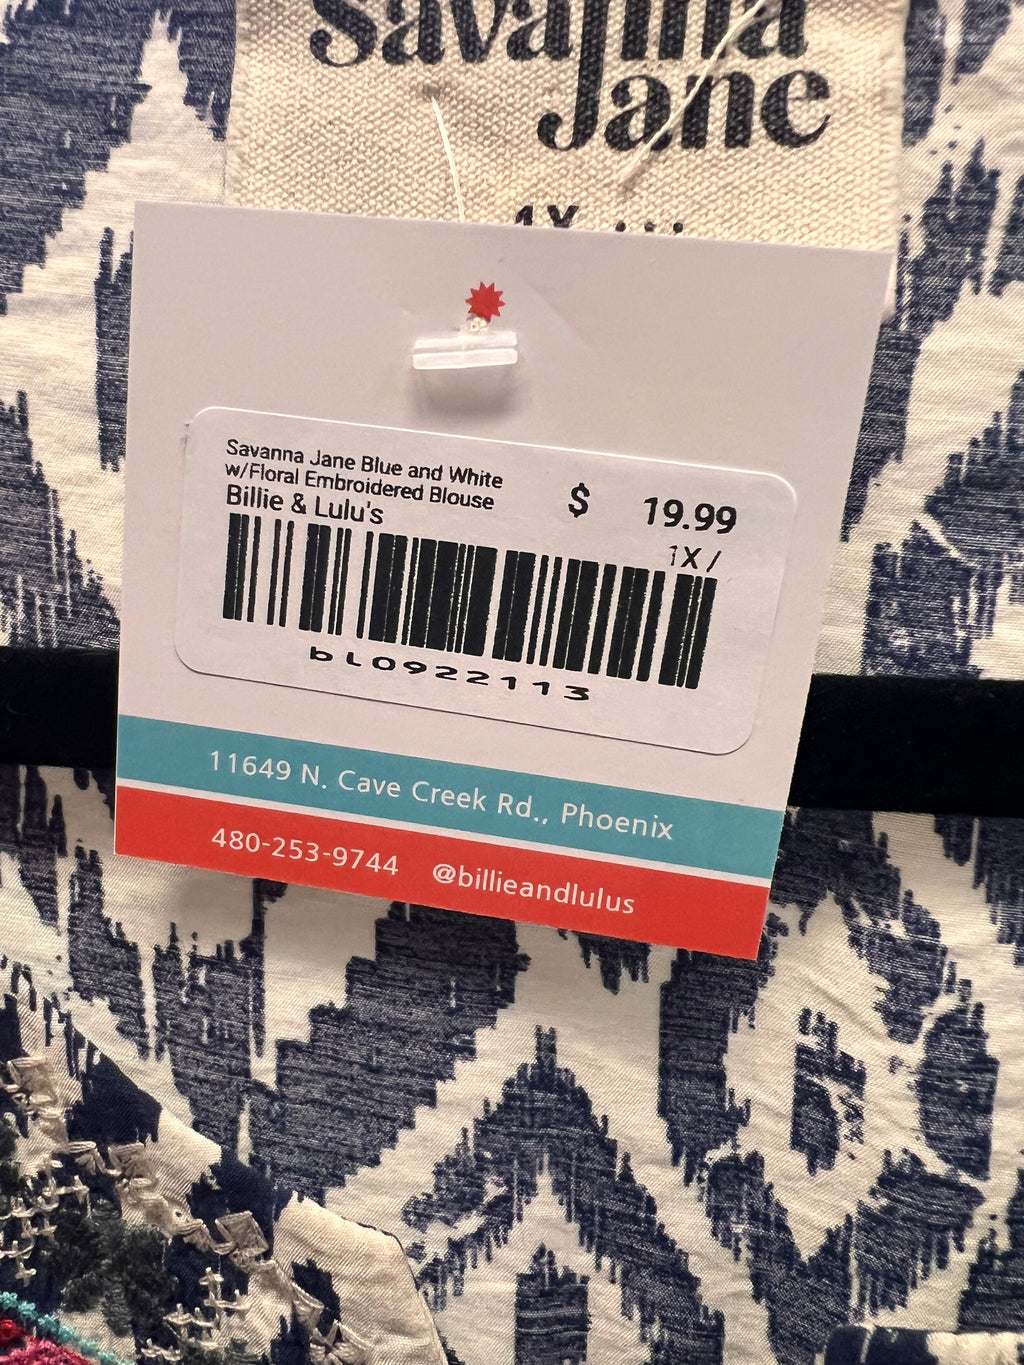 Savanna
Jane
1X
Savanna Jane Blue and White
w/Floral Embroidered Blouse
Billie & Lulu's
$ 19.99
1X /
bL0922113
11649 N. Cave Creek Rd., Phoenix
480-253-9744 @billieandlulus